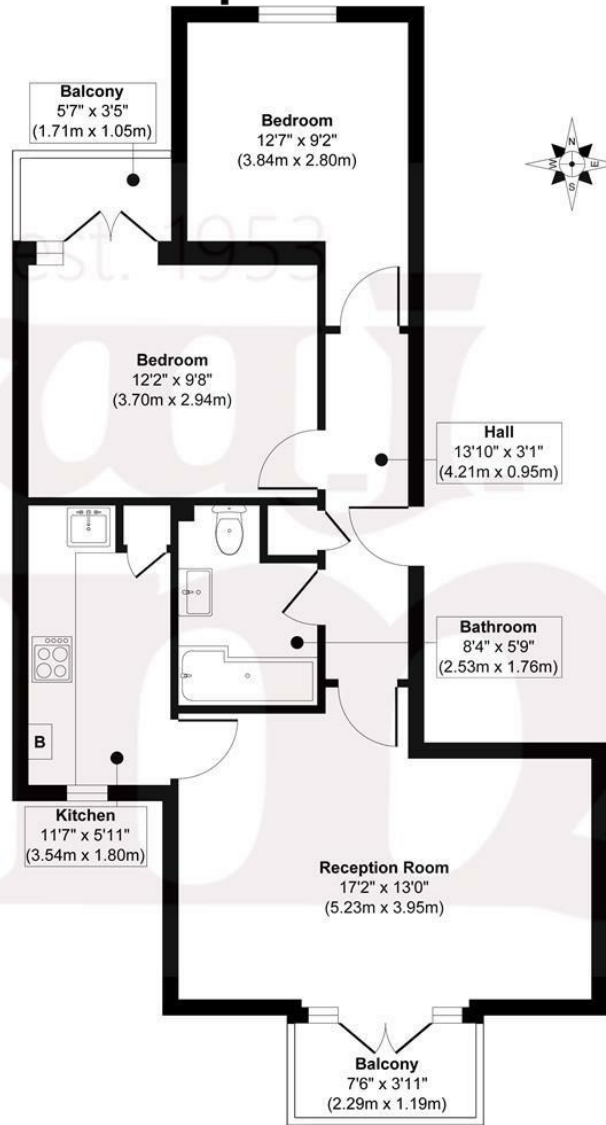 Balcony
5'7" x 3'5"
(1.71m x 1.05m)
Bedroom
12'7" x 9'2"
(3.84m x 2.80m)
N
W
E
S
est. 1953
Bedroom
12'2" x 9'8"
(3.70m x 2.94m)
Hall
13'10" x 3'1"
(4.21m x 0.95m)
Bathroom
8'4" x 5'9"
(2.53m x 1.76m)
B
Kitchen
11'7" x 5'11"
(3.54m x 1.80m)
Reception Room
17'2" x 13'0"
(5.23m x 3.95m)
Balcony
7'6" x 3'11"
(2.29m x 1.19m)